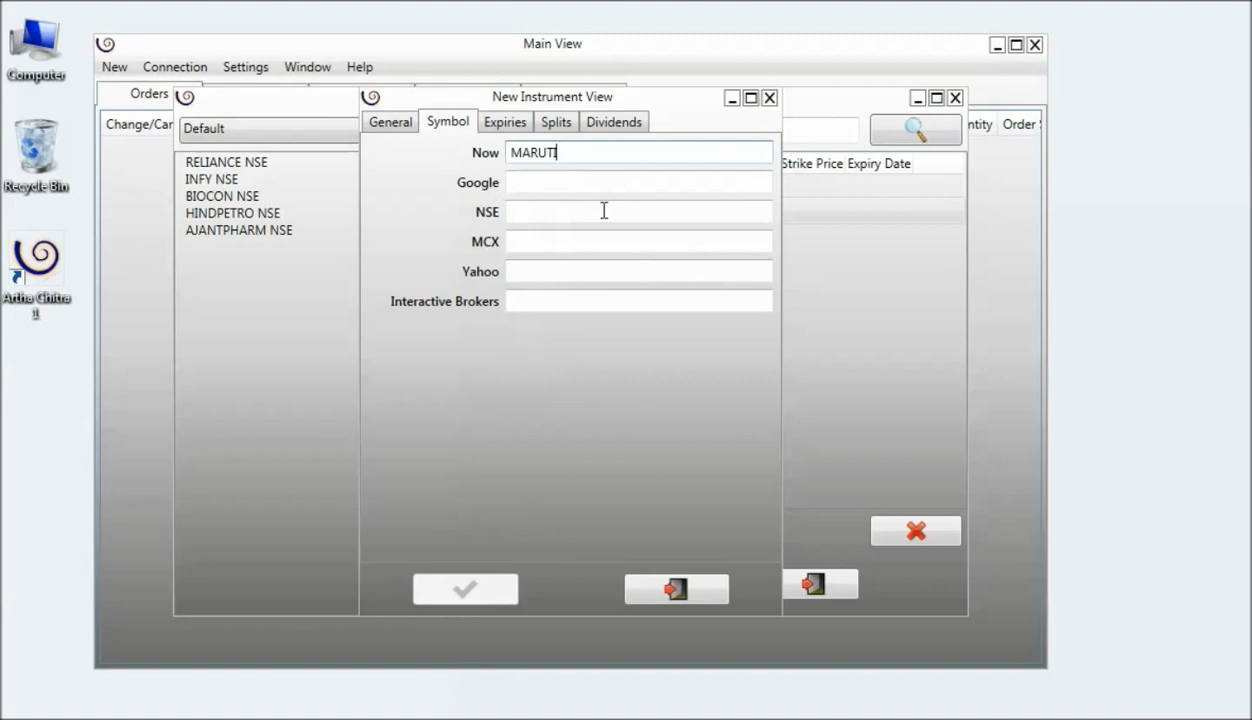 Computer
Recycle Bin
Artha Chitra
1
Main View
New Connection Settings Window Help
Orders
Change/Can
ntity Order
Default
RELIANCE NSE
INFY NSE
BIOCON NSE
HINDPETRO NSE
AJANTPHARM NSE
New Instrument View
General Symbol Expiries Splits Dividends
Now MARUTI
Google
NSE
MCX
Yahoo
Interactive Brokers
Strike Price Expiry Date